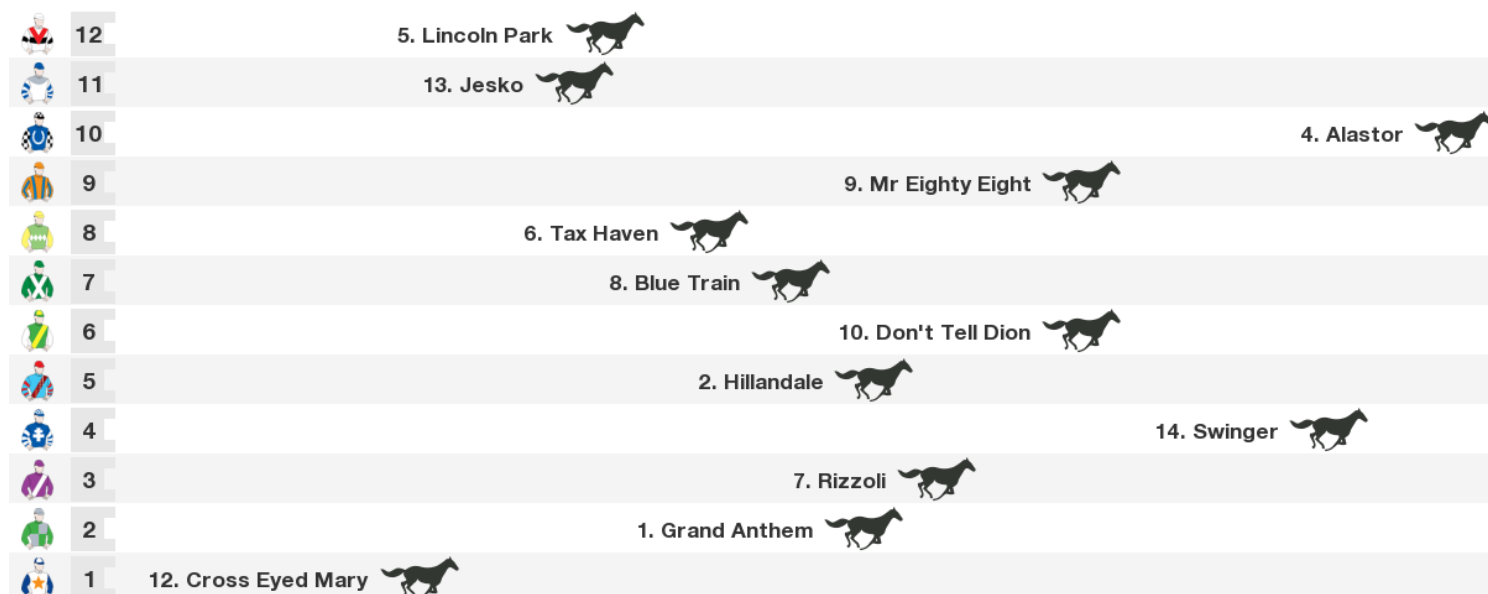 12 5. Lincoln Park
11 13. Jesko
10 4. Alastor
9 9. Mr Eighty Eight
8 6. Tax Haven
7 8. Blue Train
6 10. Don't Tell Dion
5 2. Hillandale
4 14. Swinger
3 7. Rizzoli
2 1. Grand Anthem
1 12. Cross Eyed Mary